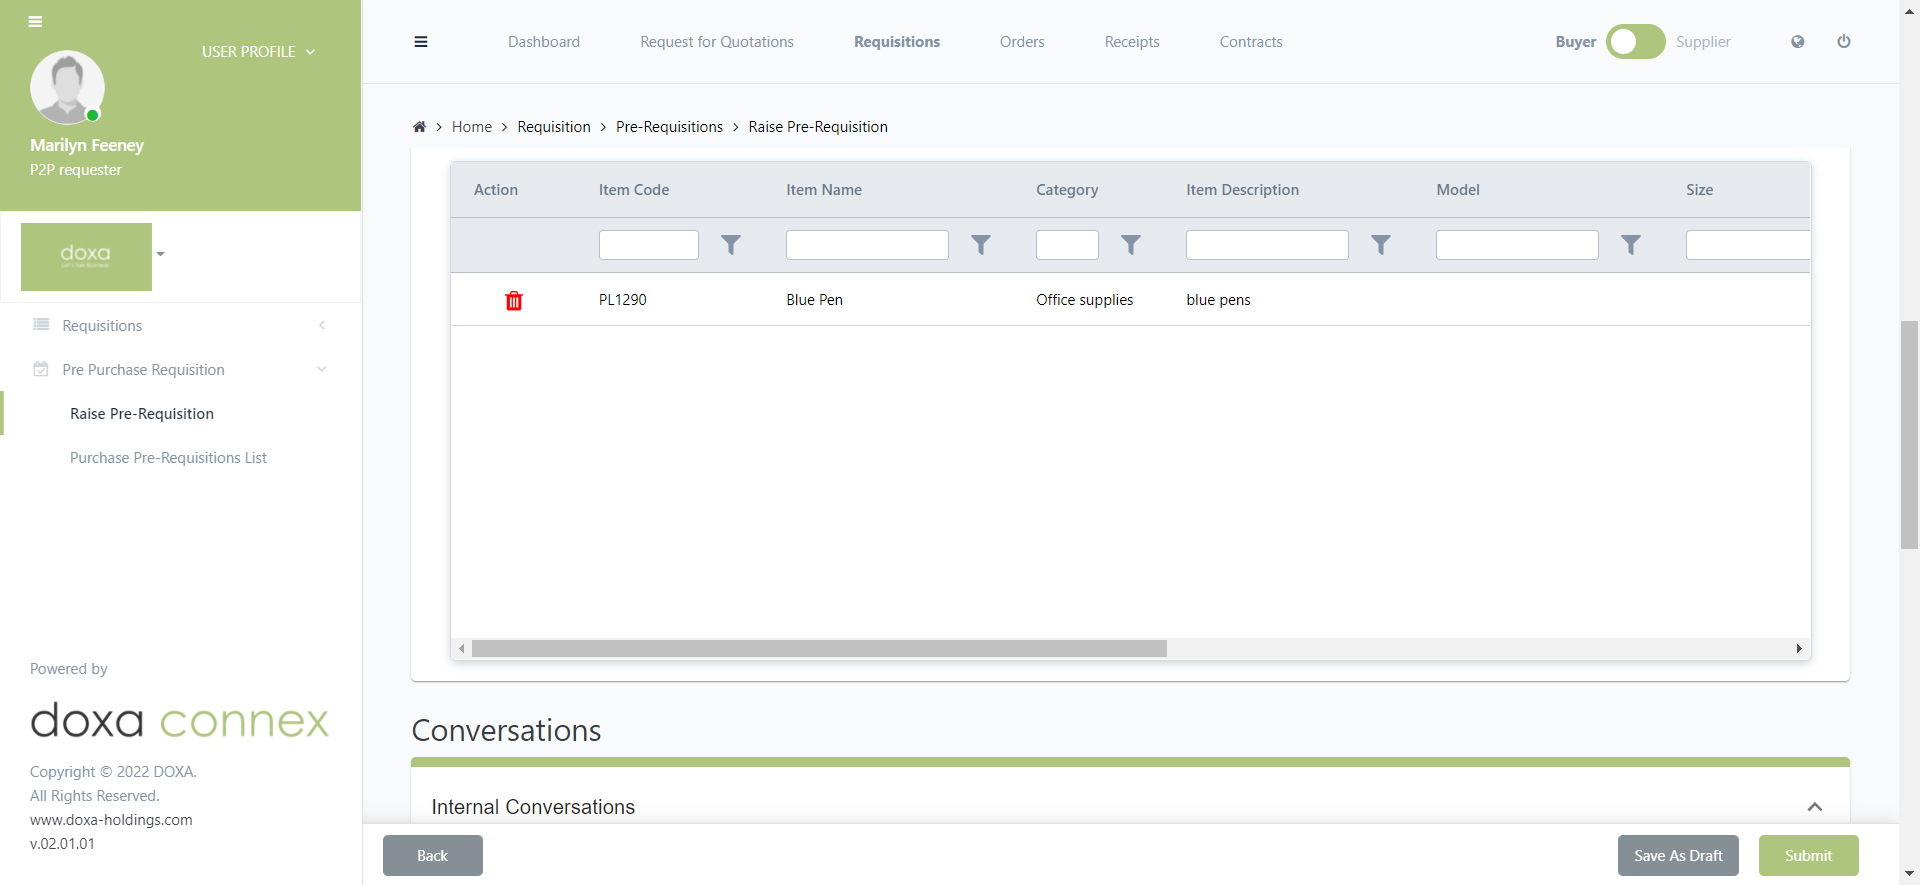 USER PROFILE
Marilyn Feeney
P2P requester
doxa
Requisitions
Pre Purchase Requisition
Raise Pre-Requisition
Purchase Pre-Requisitions List
Powered by
doxa connex
Copyright © 2022 DOXA.
All Rights Reserved.
www.doxa-holdings.com
v.02.01.01
Dashboard Request for Quotations Requisitions Orders Receipts Contracts Buyer Supplier
Home > Requisition > Pre-Requisitions > Raise Pre-Requisition
Action Item Code Item Name Category Item Description Model Size
PL1290 Blue Pen Office supplies blue pens
Conversations
Internal Conversations
Back Save As Draft Submit